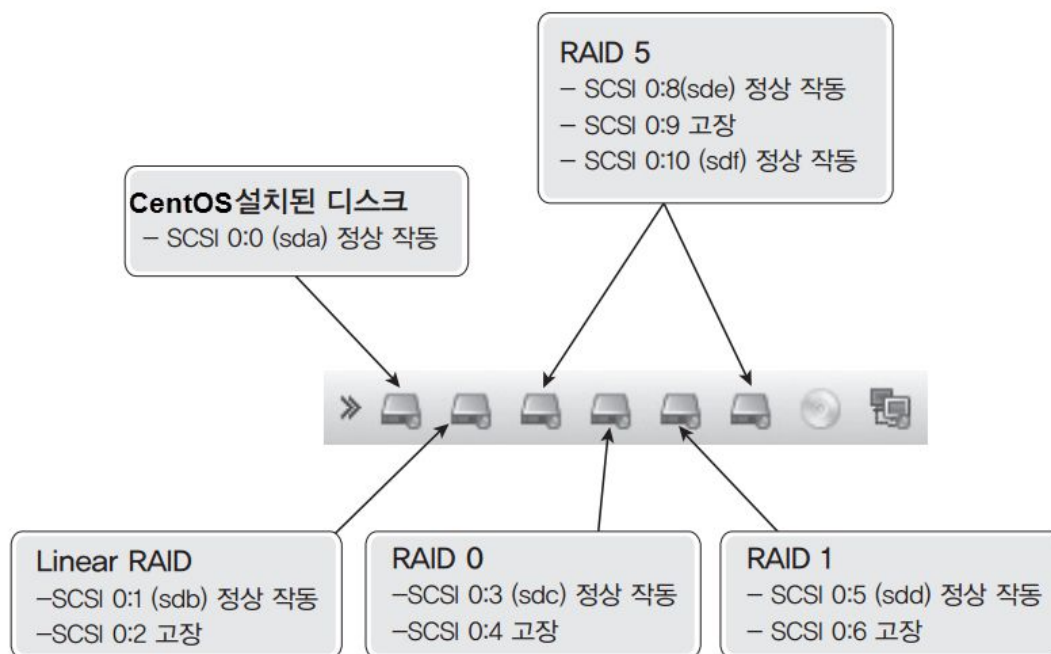 RAID 5
– SCSI 0:8(sde) 정상 작동
– SCSI 0:9 고장
– SCSI 0:10 (sdf) 정상 작동
CentOS설치된 디스크
– SCSI 0:0 (sda) 정상 작동
Linear RAID
–SCSI 0:1 (sdb) 정상 작동
–SCSI 0:2 고장
RAID 0
–SCSI 0:3 (sdc) 정상 작동
–SCSI 0:4 고장
RAID 1
– SCSI 0:5 (sdd) 정상 작동
– SCSI 0:6 고장